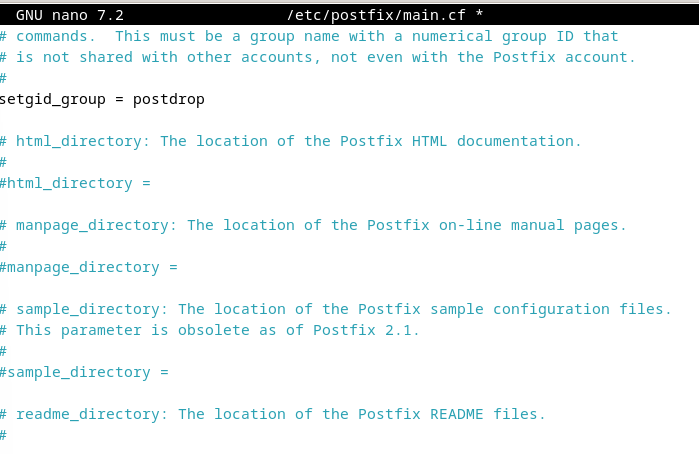 GNU nano 7.2 /etc/postfix/main.cf *
# commands.  This must be a group name with a numerical group ID that
# is not shared with other accounts, not even with the Postfix account.
#
setgid_group = postdrop

# html_directory: The location of the Postfix HTML documentation.
#
#html_directory =

# manpage_directory: The location of the Postfix on-line manual pages.
#
#manpage_directory =

# sample_directory: The location of the Postfix sample configuration files.
# This parameter is obsolete as of Postfix 2.1.
#
#sample_directory =

# readme_directory: The location of the Postfix README files.
#